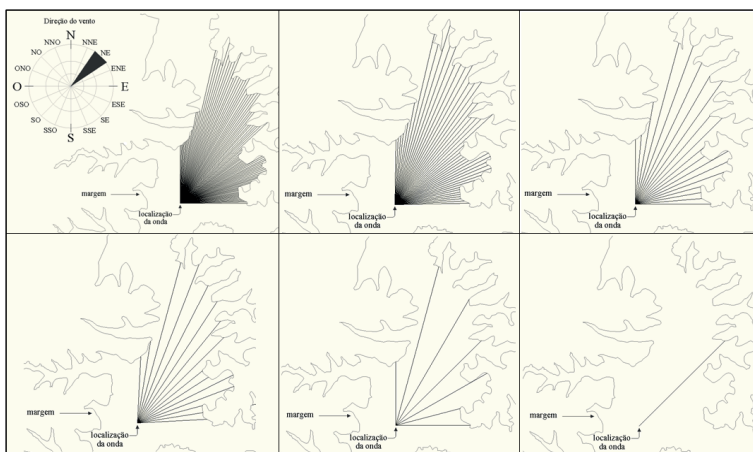 Direção do vento
N
NNO
NNE
NO
NE
ONO
ENE
O
E
OSO
ESE
SO
SE
SSO
SSE
S
margem
localização
da onda
margem
localização
da onda
margem
localização
da onda
margem
localização
da onda
margem
localização
da onda
margem
localização
da onda